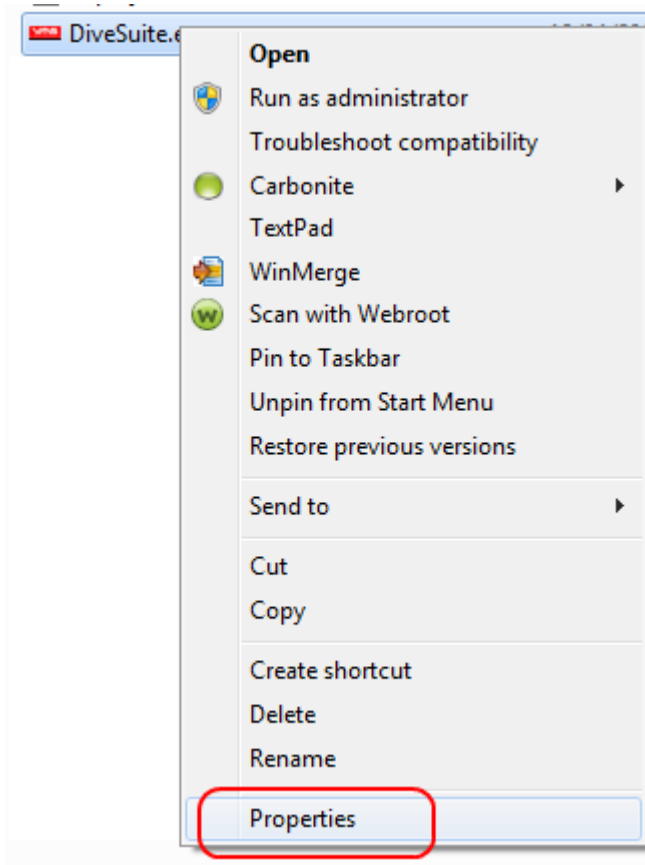 DiveSuite.e
Open
Run as administrator
Troubleshoot compatibility
Carbonite
TextPad
WinMerge
Scan with Webroot
Pin to Taskbar
Unpin from Start Menu
Restore previous versions
Send to
Cut
Copy
Create shortcut
Delete
Rename
Properties